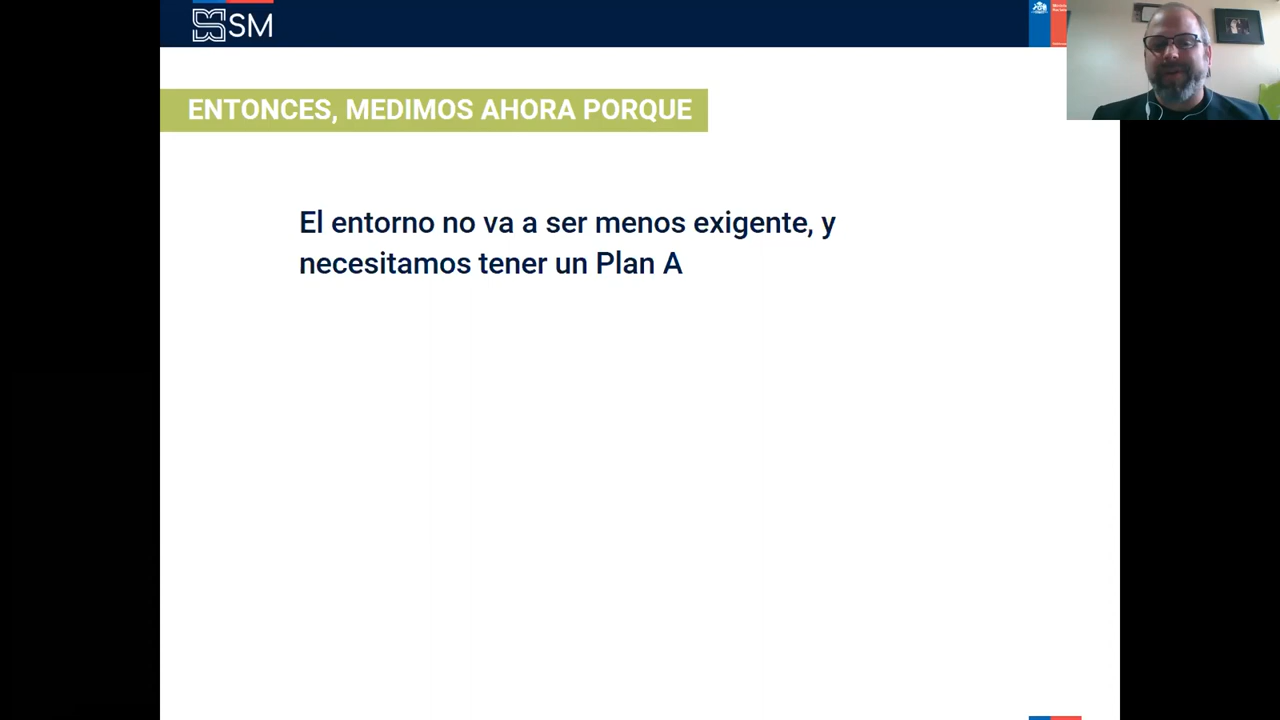 SM
ENTONCES, MEDIMOS AHORA PORQUE
El entorno no va a ser menos exigente, y
necesitamos tener un Plan A